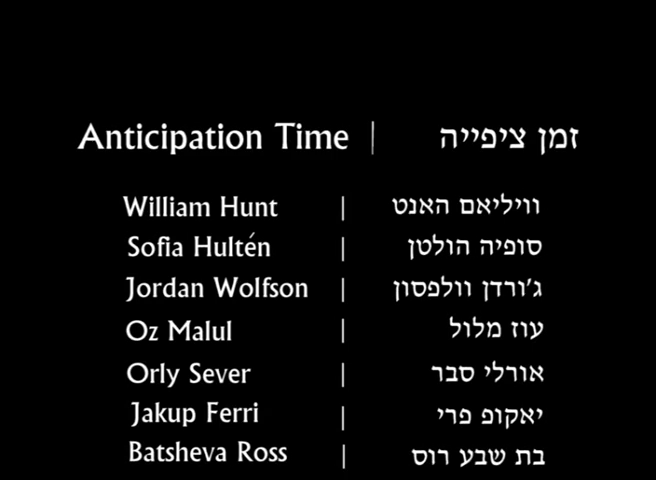 Anticipation Time | זמן ציפייה
William Hunt | וויליאם האנט
Sofia Hultén | סופיה הולטן
Jordan Wolfson | ג'ורדן וולפסון
Oz Malul | עוז מלול
Orly Sever | אורלי סבר
Jakup Ferri | יאקופ פרי
Batsheva Ross | בת שבע רוס